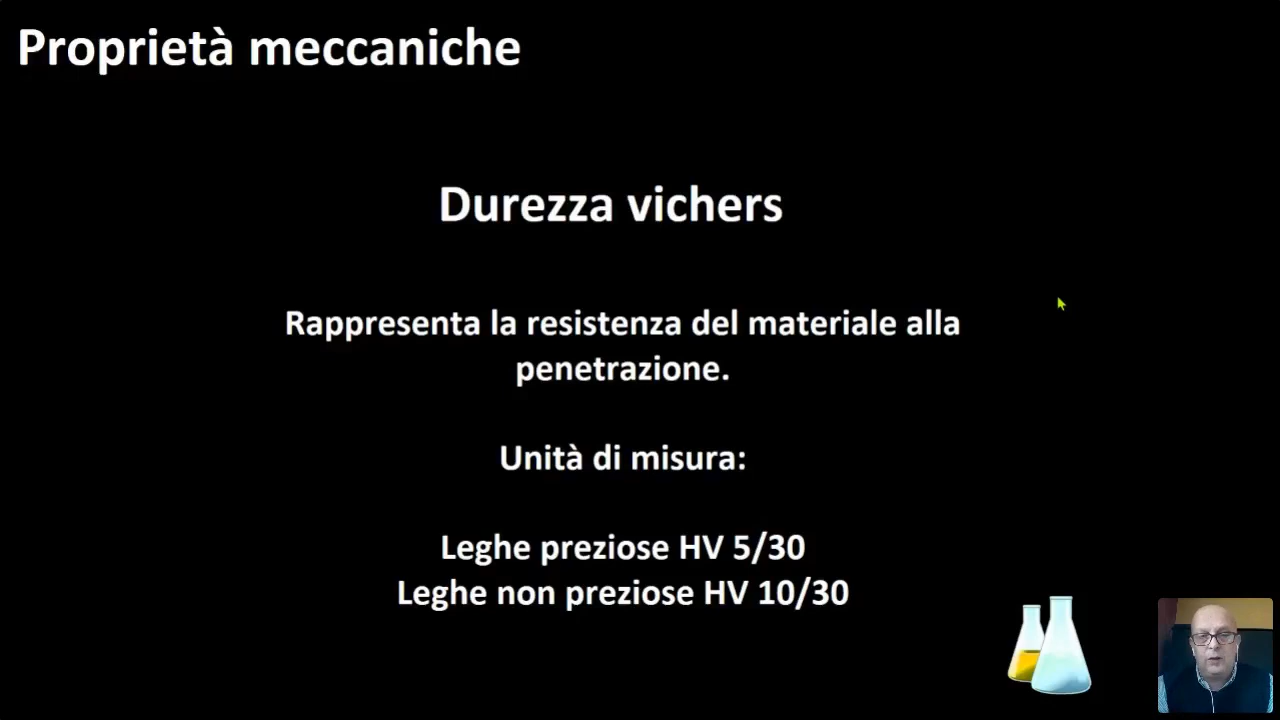 Proprietà meccaniche
Durezza vichers
Rappresenta la resistenza del materiale alla
penetrazione.
Unità di misura:
Leghe preziose HV 5/30
Leghe non preziose HV 10/30